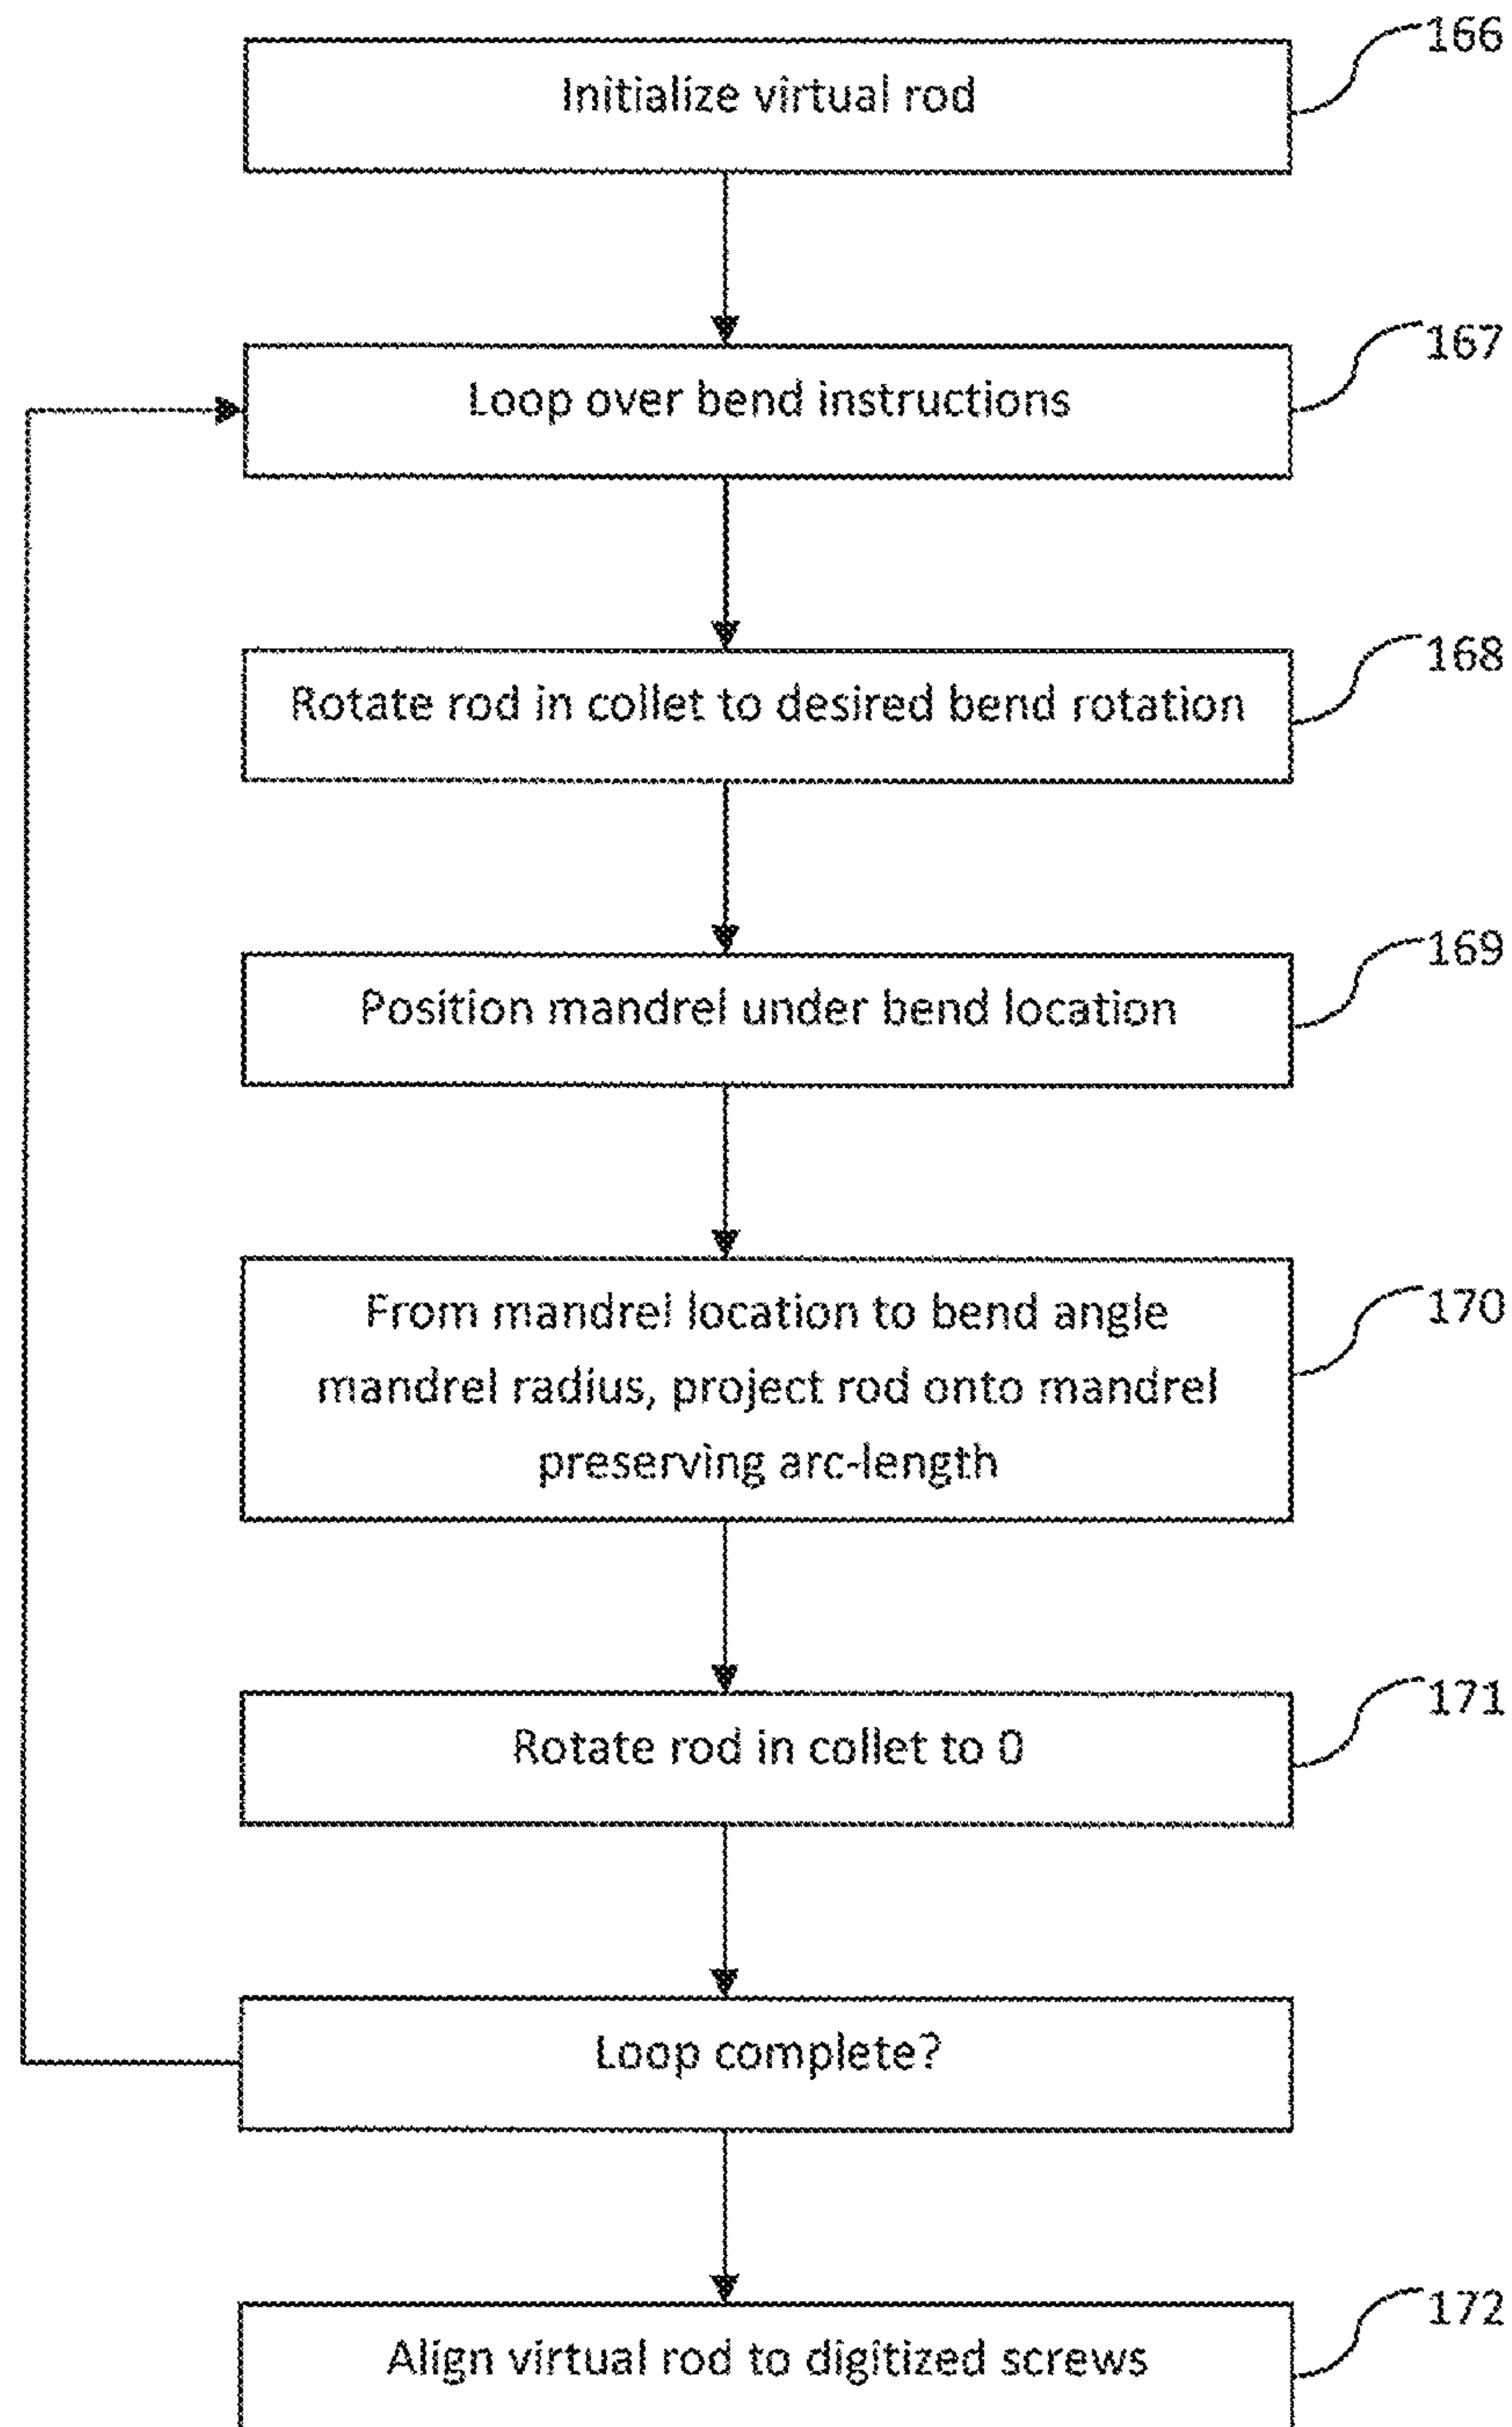 166
Initialize virtual rod
167
Loop over bend instructions
168
Rotate rod in collet to desired bend rotation
169
Position mandrel under bend location
170
From mandrel location to bend angle
mandrel radius, project rod onto mandrel
preserving arc-length
171
Rotate rod in collet to 0
Loop complete?
172
Align virtual rod to digitized screws